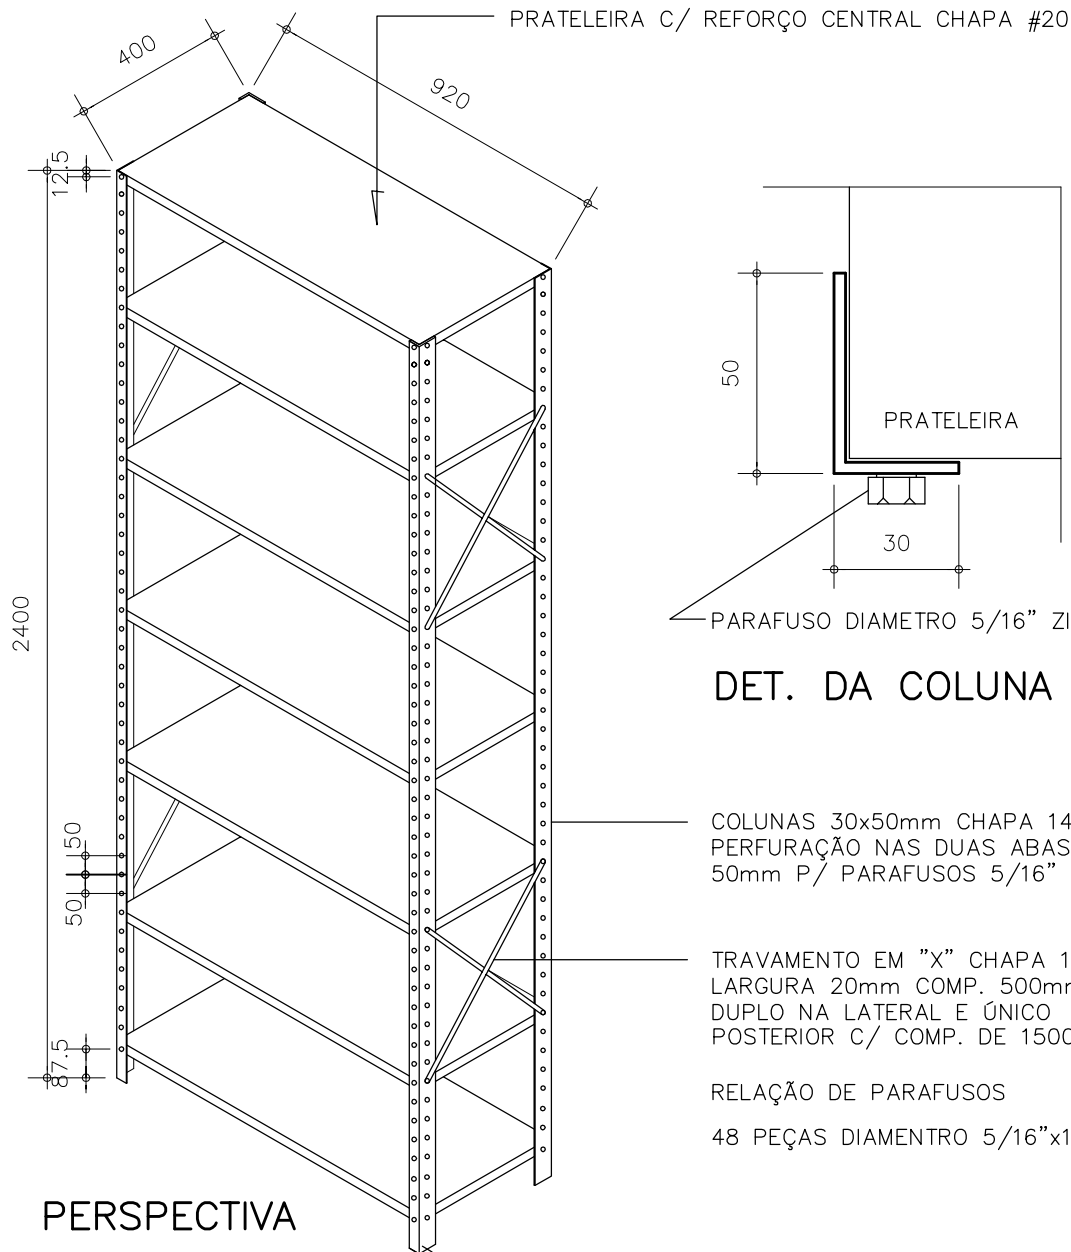 PRATELEIRA C/ REFORÇO CENTRAL CHAPA #20
400
920
12.5
50
PRATELEIRA
30
2400
PARAFUSO DIAMETRO 5/16”
DET. DA COLUNA
COLUNAS 30x50mm CHAPA 14
PERFURAÇÃO NAS DUAS ABAS
50mm P/ PARAFUSOS 5/16”
50
50
TRAVAMENTO EM ”X” CHAPA
LARGURA 20mm COMP. 500mm
DUPLO NA LATERAL E ÚNICO
POSTERIOR C/ COMP. DE 1500
87.5
RELAÇÃO DE PARAFUSOS
48 PEÇAS DIAMENTRO 5/16”x1
PERSPECTIVA